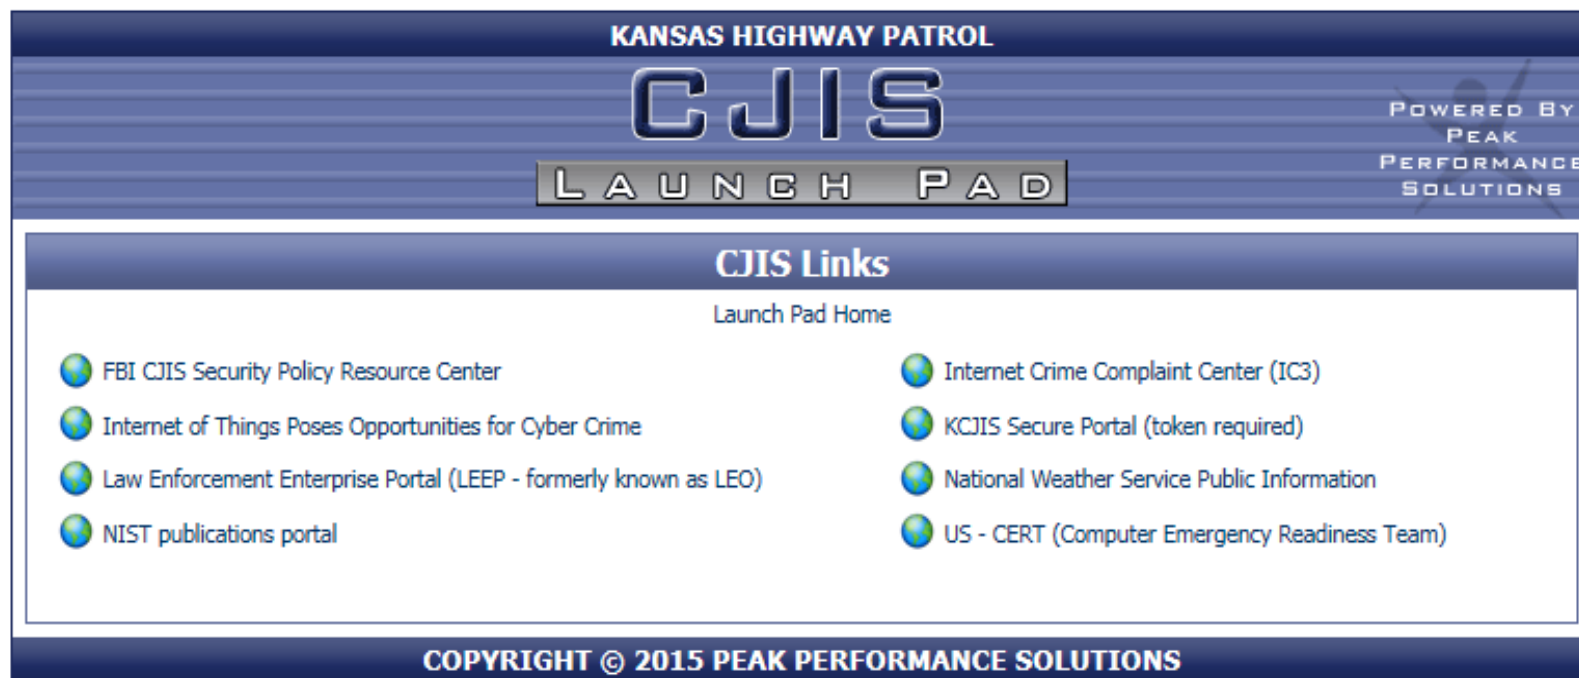 KANSAS HIGHWAY PATROL
CJIS
LAUNCH PAD
POWERED BY
PEAK
PERFORMANCE
SOLUTIONS
CJIS Links
Launch Pad Home
FBI CJIS Security Policy Resource Center
Internet Crime Complaint Center (IC3)
Internet of Things Poses Opportunities for Cyber Crime
KCJIS Secure Portal (token required)
Law Enforcement Enterprise Portal (LEEP - formerly known as LEO)
National Weather Service Public Information
NIST publications portal
US - CERT (Computer Emergency Readiness Team)
COPYRIGHT © 2015 PEAK PERFORMANCE SOLUTIONS